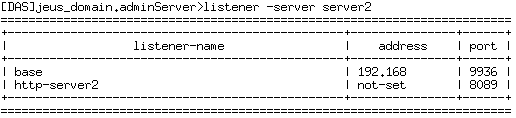 [DAS]jeus_domain.adminServer>listener -server server2
================================================================================
+----------------------------------------------------+----------------+------+
| listener-name | address | port |
+----------------------------------------------------+----------------+------+
| base | 192.168 | 9936 |
| http-server2 | not-set | 8089 |
+----------------------------------------------------+----------------+------+
================================================================================